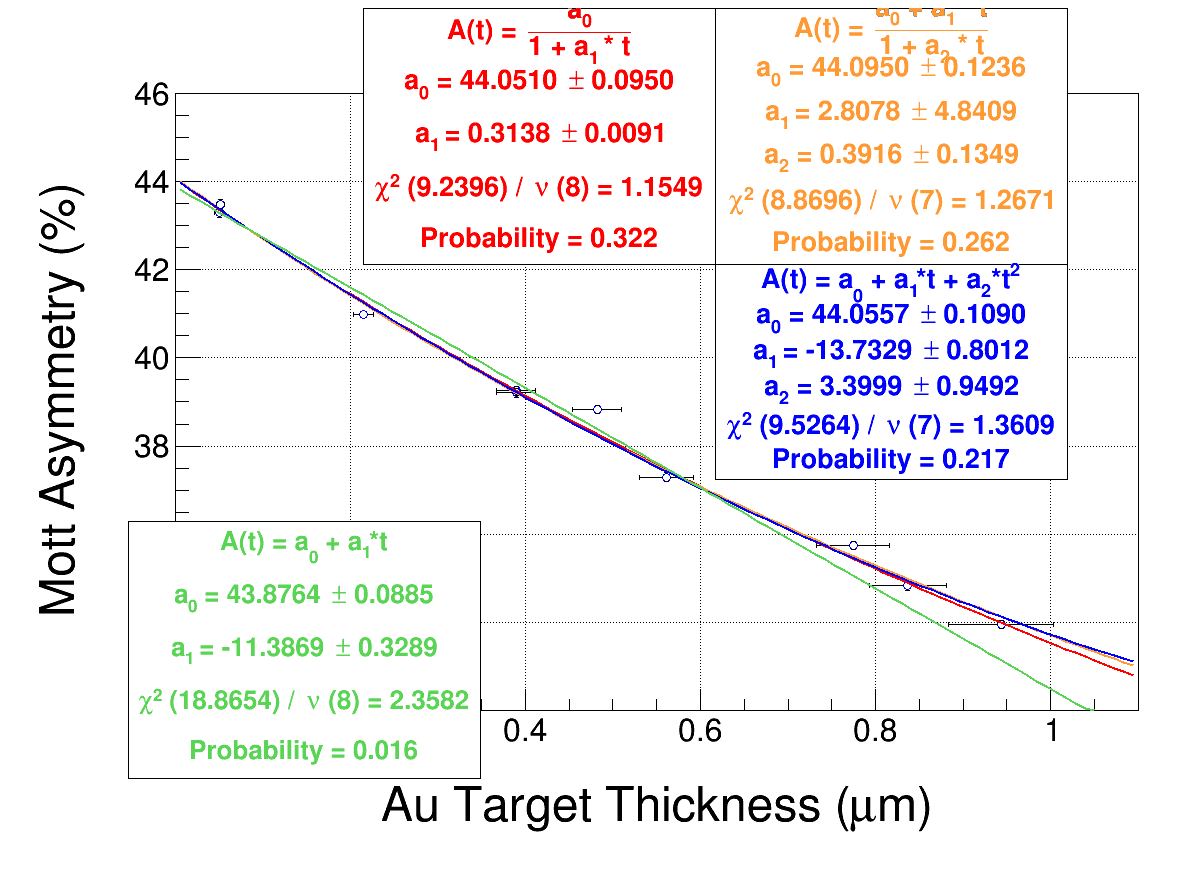 A(t) = a0 / 1 + a1 * t
a0 = 44.0510 ± 0.0950
a1 = 0.3138 ± 0.0091
χ2 (9.2396) / ν (8) = 1.1549
Probability = 0.322
A(t) = a0 + a1 * t / 1 + a2 * t
a0 = 44.0950 ± 0.1236
a1 = 2.8078 ± 4.8409
a2 = 0.3916 ± 0.1349
χ2 (8.8696) / ν (7) = 1.2671
Probability = 0.262
A(t) = a0 + a1*t + a2*t2
a0 = 44.0557 ± 0.1090
a1 = -13.7329 ± 0.8012
a2 = 3.3999 ± 0.9492
χ2 (9.5264) / ν (7) = 1.3609
Probability = 0.217
46
44
42
40
38
Mott Asymmetry (%)
A(t) = a0 + a1*t
a0 = 43.8764 ± 0.0885
a1 = -11.3869 ± 0.3289
χ2 (18.8654) / ν (8) = 2.3582
Probability = 0.016
0.4 0.6 0.8 1
Au Target Thickness (μm)